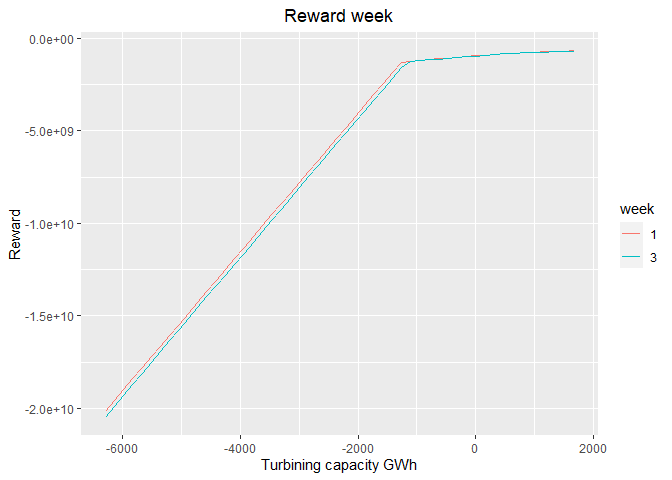 Reward week
0.0e+00
-5.0e+09
-1.0e+10
-1.5e+10
-2.0e+10
Reward
-6000 -4000 -2000 0 2000
Turbining capacity GWh
week
1
3